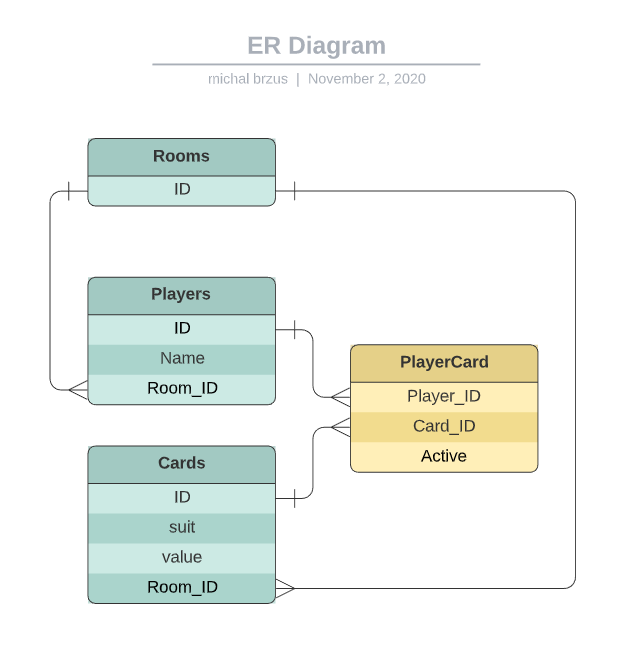 ER Diagram
michal brzus | November 2, 2020
Rooms
ID
Players
ID
Name
Room_ID
PlayerCard
Player_ID
Card_ID
Active
Cards
ID
suit
value
Room_ID